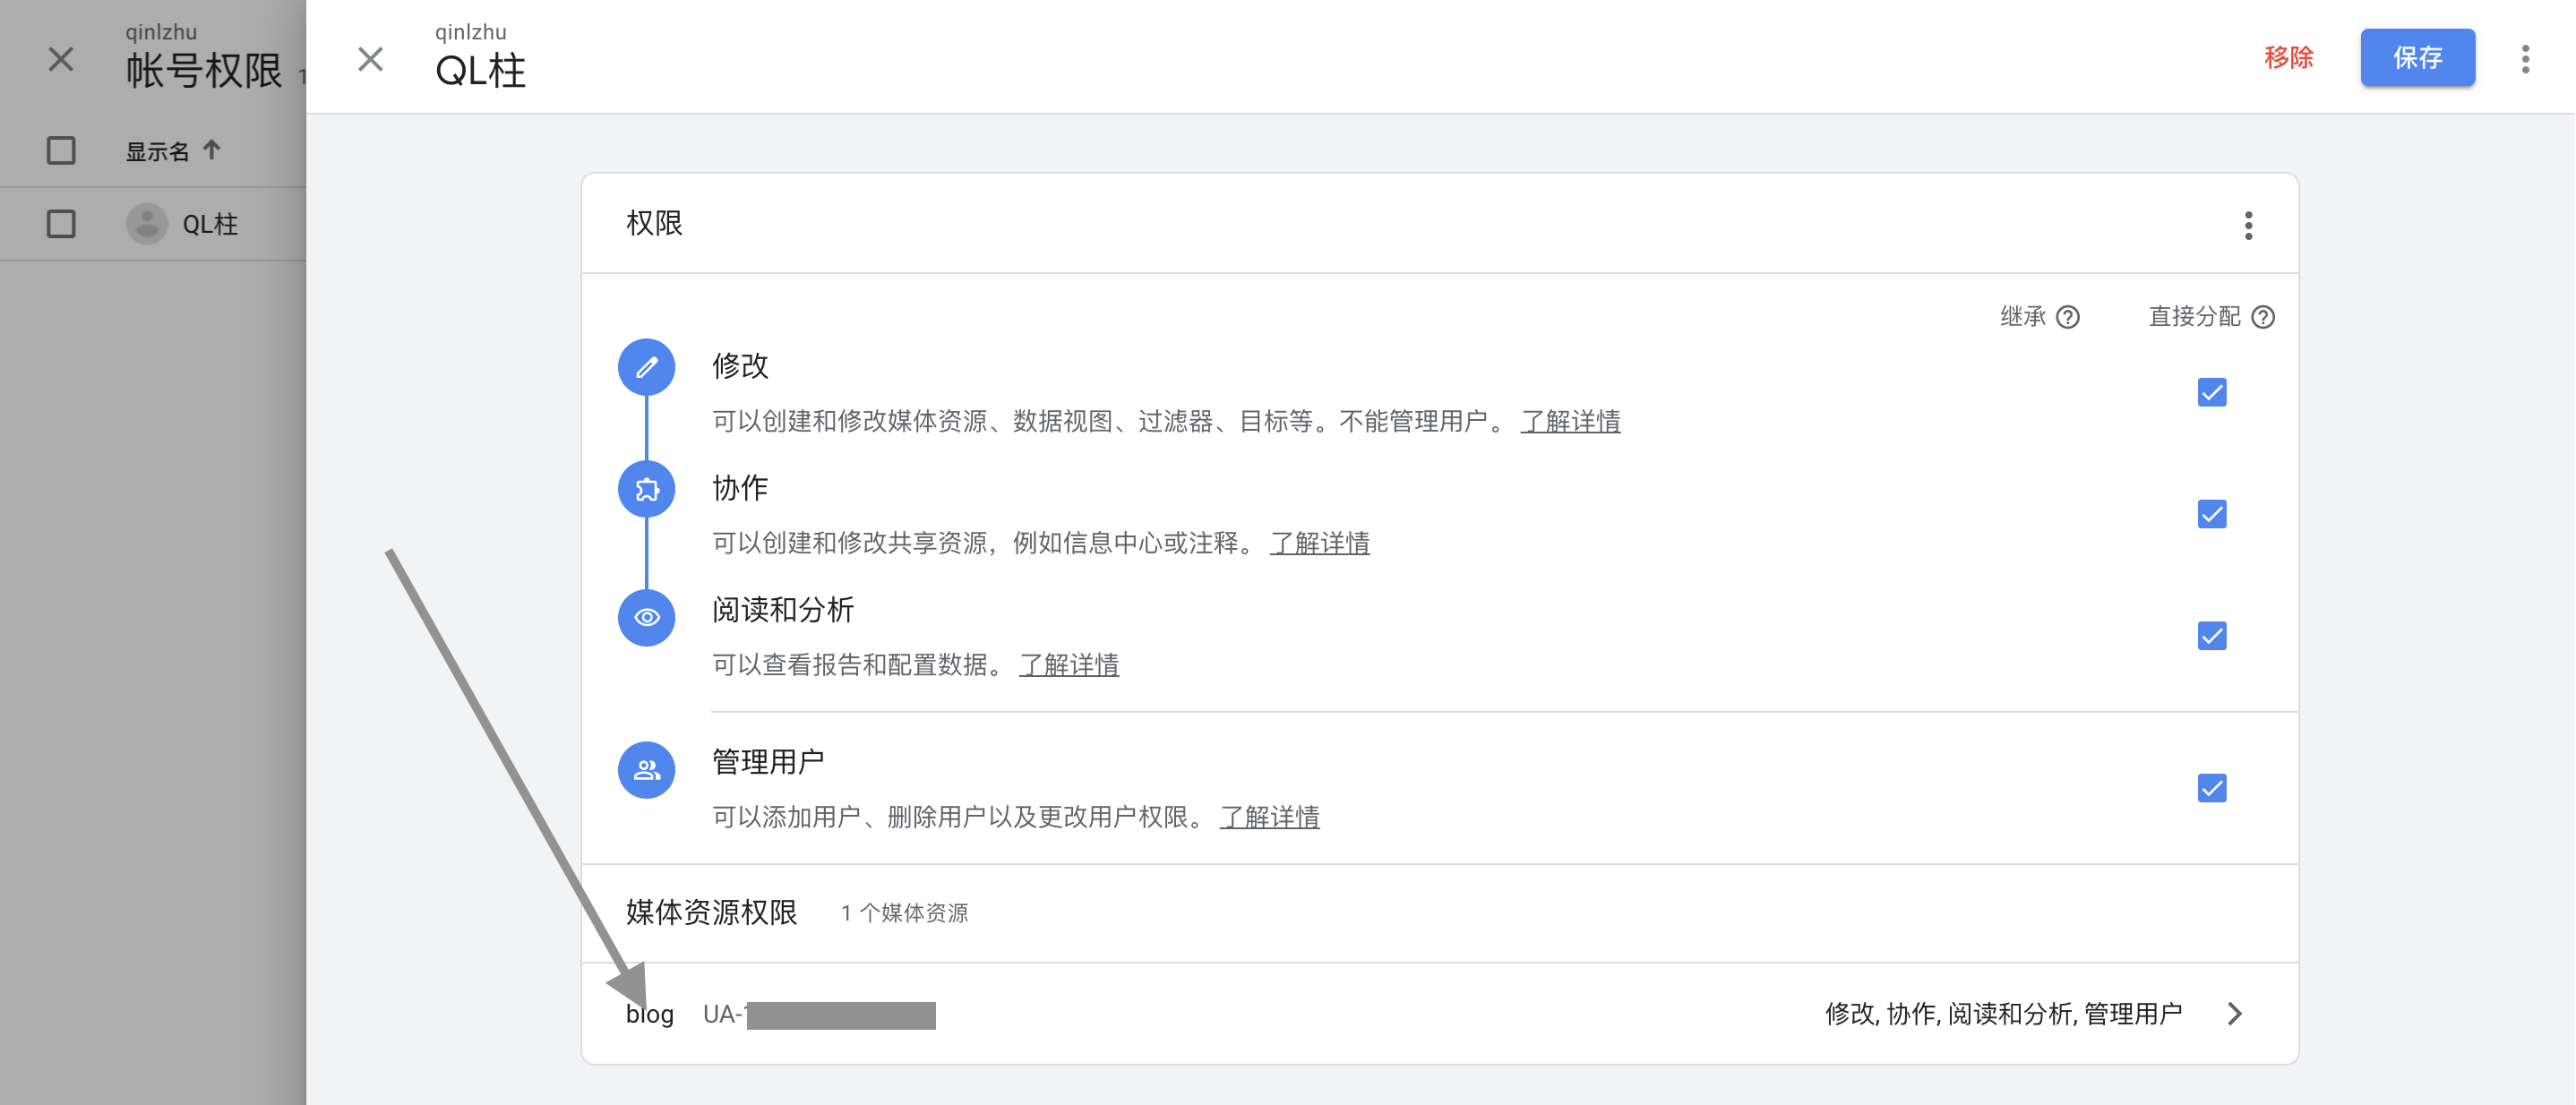 qinlzhu
帐号权限
显示名
QL柱
qinlzhu
QL柱
移除
保存
权限
继承
直接分配
修改
可以创建和修改媒体资源、数据视图、过滤器、目标等。不能管理用户。 了解详情
协作
可以创建和修改共享资源，例如信息中心或注释。 了解详情
阅读和分析
可以查看报告和配置数据。 了解详情
管理用户
可以添加用户、删除用户以及更改用户权限。 了解详情
媒体资源权限 1 个媒体资源
blog UA- 修改, 协作, 阅读和分析, 管理用户